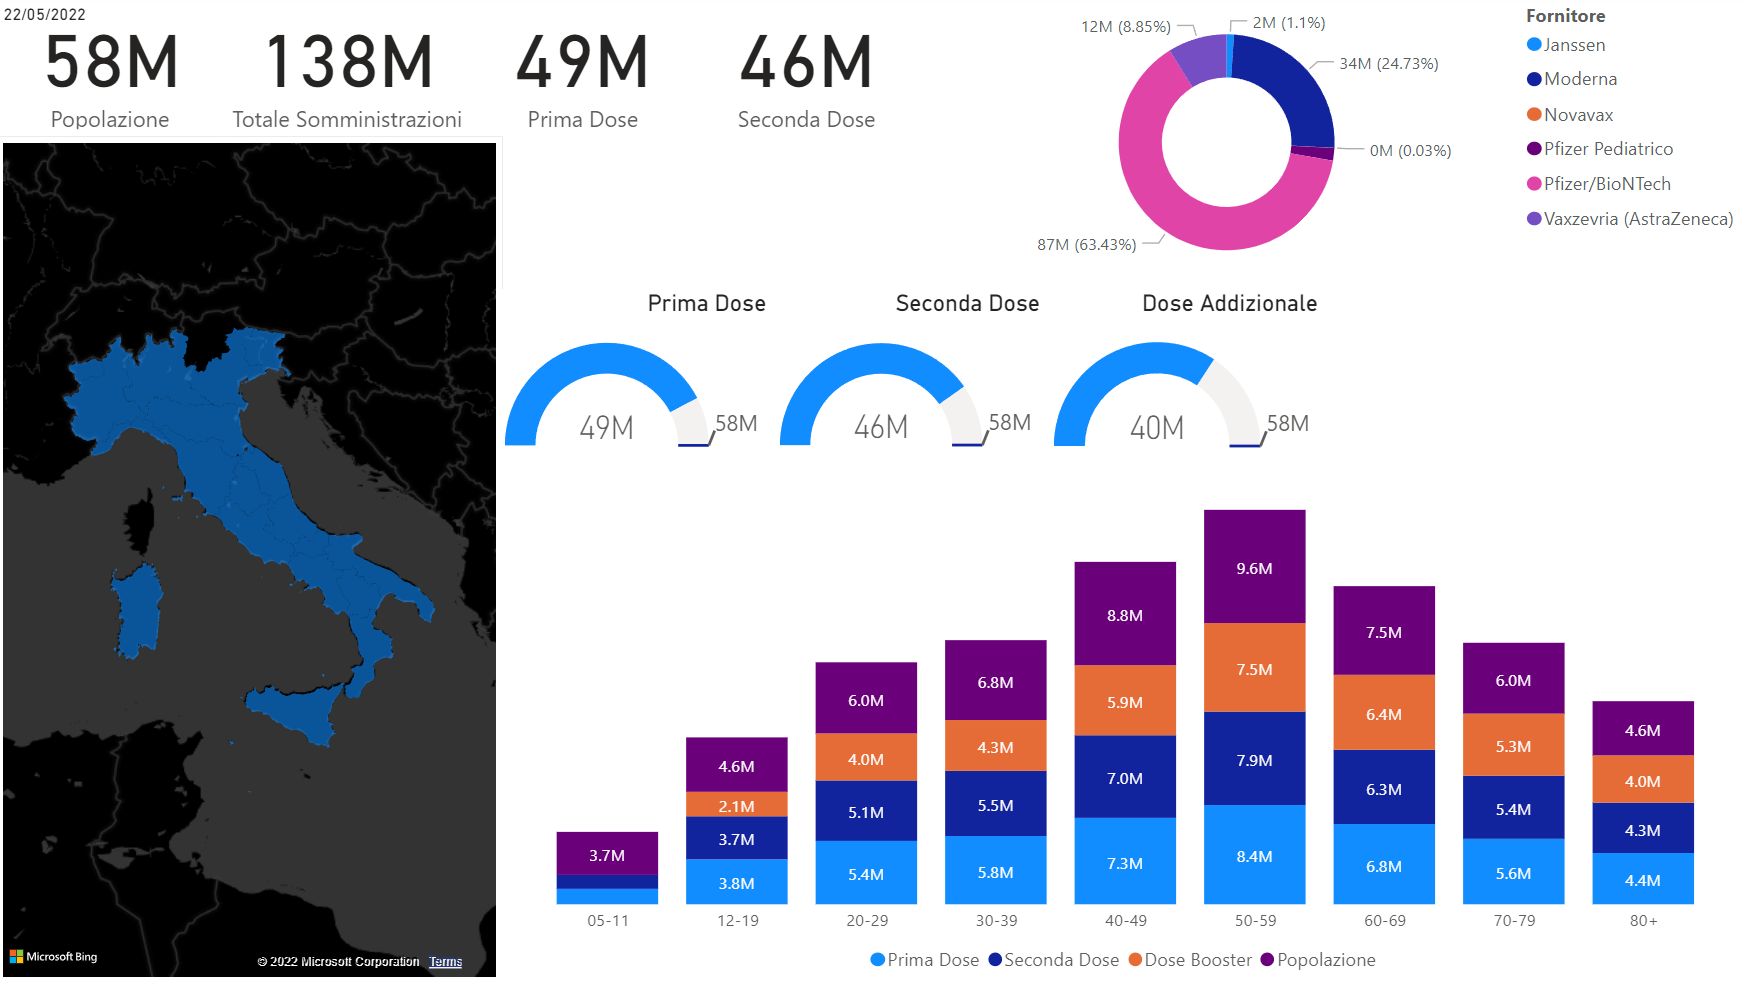 22/05/2022
58M
Popolazione
138M
Totale Somministrazioni
49M
Prima Dose
46M
Seconda Dose
12M (8.85%)
2M (1.1%)
34M (24.73%)
0M (0.03%)
87M (63.43%)
Fornitore
Janssen
Moderna
Novavax
Pfizer Pediatrico
Pfizer/BioNTech
Vaxzevria (AstraZeneca)
Prima Dose
49M
58M
Seconda Dose
46M
58M
Dose Addizionale
40M
58M
3.7M
4.6M
2.1M
3.7M
3.8M
6.0M
4.0M
5.1M
5.4M
6.8M
4.3M
5.5M
5.8M
8.8M
5.9M
7.0M
7.3M
9.6M
7.5M
7.9M
8.4M
7.5M
6.4M
6.3M
6.8M
6.0M
5.3M
5.4M
5.6M
4.6M
4.0M
4.3M
4.4M
05-11
12-19
20-29
30-39
40-49
50-59
60-69
70-79
80+
Prima Dose
Seconda Dose
Dose Booster
Popolazione
Microsoft Bing
© 2022 Microsoft Corporation
Terms